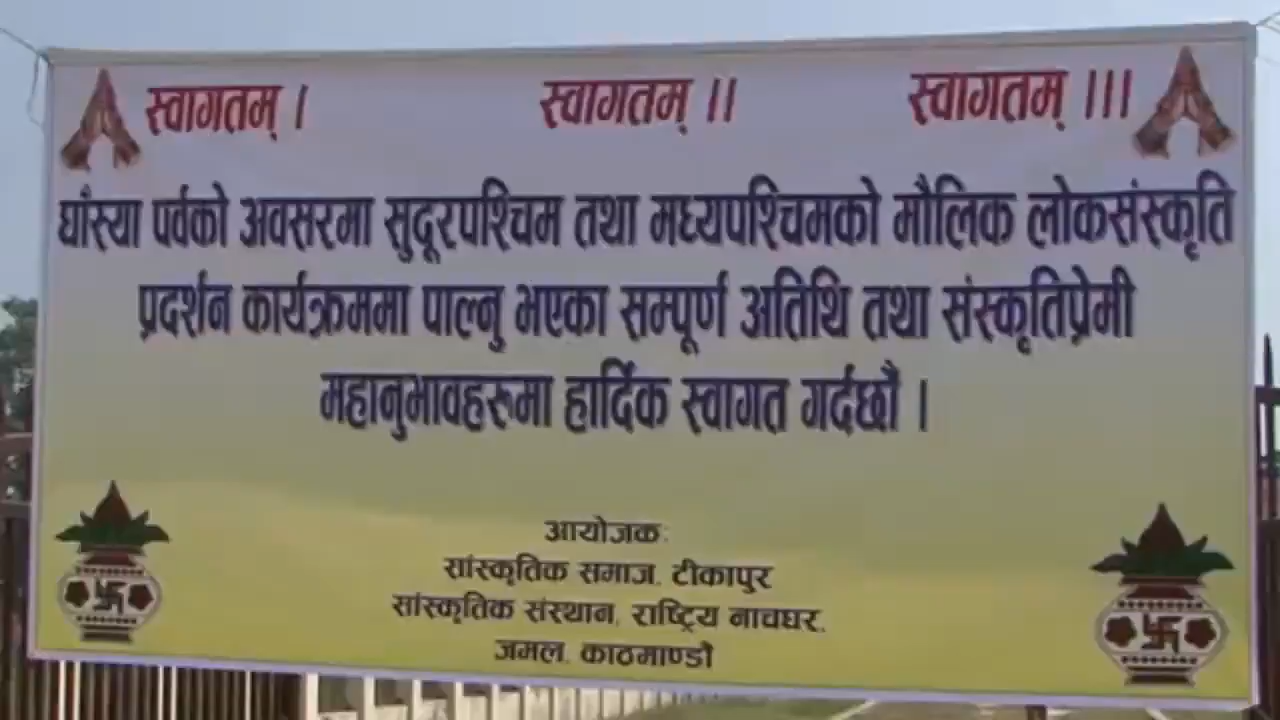 स्वागतम् । स्वागतम् ।। स्वागतम् ।।।
घाँस्या पर्वको अवसरमा सुदूरपश्चिम तथा मध्यपश्चिमको मौलिक लोकसंस्कृति
प्रदर्शन कार्यक्रममा पाल्नु भएका सम्पूर्ण अतिथि तथा संस्कृतिप्रेमी
महानुभावहरुमा हार्दिक स्वागत गर्दछौं ।
आयोजकः
सांस्कृतिक समाज, टीकापुर
सांस्कृतिक संस्थान, राष्ट्रिय नाचघर,
जमल, काठमाण्डौ